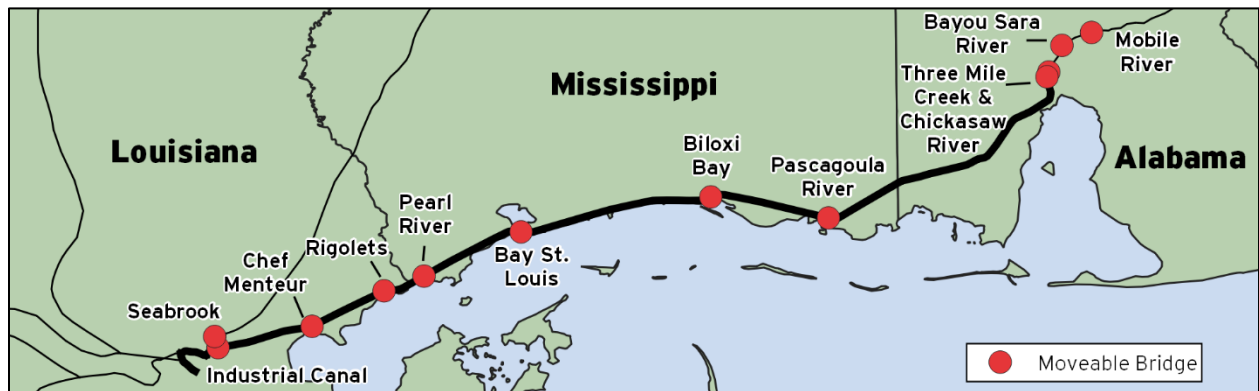 Louisiana
Mississippi
Alabama
Seabrook
Industrial Canal
Chef
Menteur
Rigolets
Pearl
River
Bay St.
Louis
Biloxi
Bay
Pascagoula
River
Bayou Sara
River
Mobile
River
Three Mile
Creek &
Chickasaw
River
Moveable Bridge